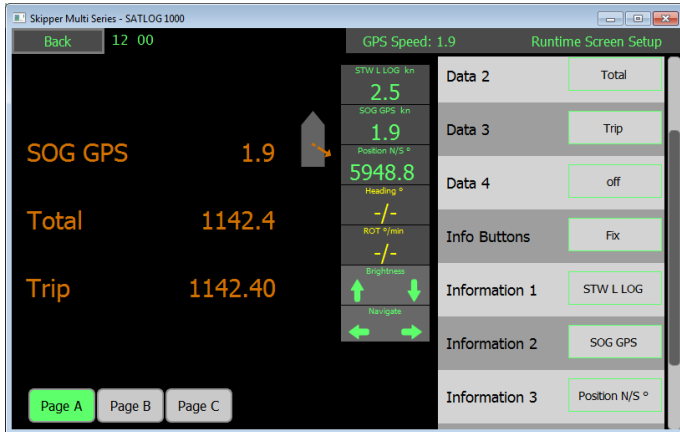 Skipper Multi Series - SATLOG 1000
Back 12 00 GPS Speed: 1.9 Runtime Screen Setup
SOG GPS 1.9
Total 1142.4
Trip 1142.40
Page A Page B Page C
STW L LOG kn
2.5
SOG GPS kn
1.9
Position N/S °
5948.8
Heading °
-/-
ROT °/min
-/-
Brightness
Navigate
Data 2 Total
Data 3 Trip
Data 4 off
Info Buttons Fix
Information 1 STW L LOG
Information 2 SOG GPS
Information 3 Position N/S °